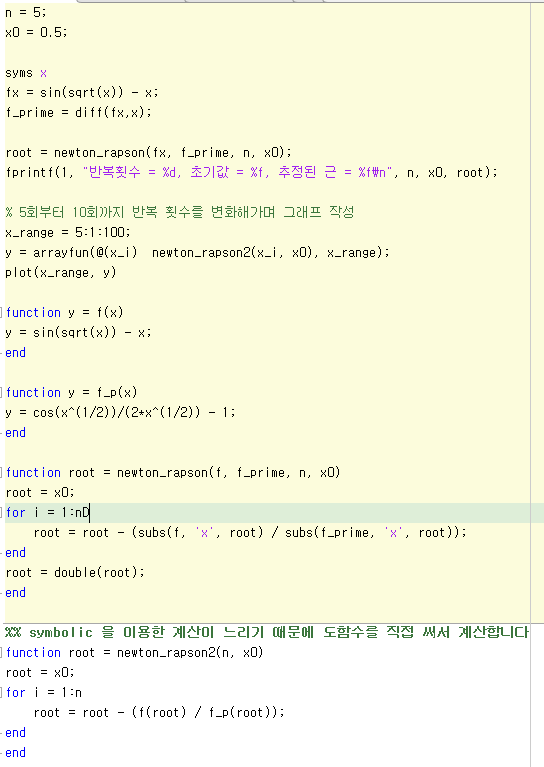 n = 5;
x0 = 0.5;
syms x
fx = sin(sqrt(x)) - x;
f_prime = diff(fx,x);
root = newton_rapson(fx, f_prime, n, x0);
fprintf(1, "반복횟수 = %d, 초기값 = %f, 추정된 근 = %f₩n", n, x0, root);
% 5회부터 10회까지 반복 횟수를 변화해가며 그래프 작성
x_range = 5:1:100;
y = arrayfun(@(x_i)  newton_rapson2(x_i, x0), x_range);
plot(x_range, y)
function y = f(x)
y = sin(sqrt(x)) - x;
end
function y = f_p(x)
y = cos(x^(1/2))/(2*x^(1/2)) - 1;
end
function root = newton_rapson(f, f_prime, n, x0)
root = x0;
for i = 1:nD
    root = root - (subs(f, 'x', root) / subs(f_prime, 'x', root));
end
root = double(root);
end
%% symbolic 을 이용한 계산이 느리기 때문에 도함수를 직접 써서 계산합니다
function root = newton_rapson2(n, x0)
root = x0;
for i = 1:n
    root = root - (f(root) / f_p(root));
end
end